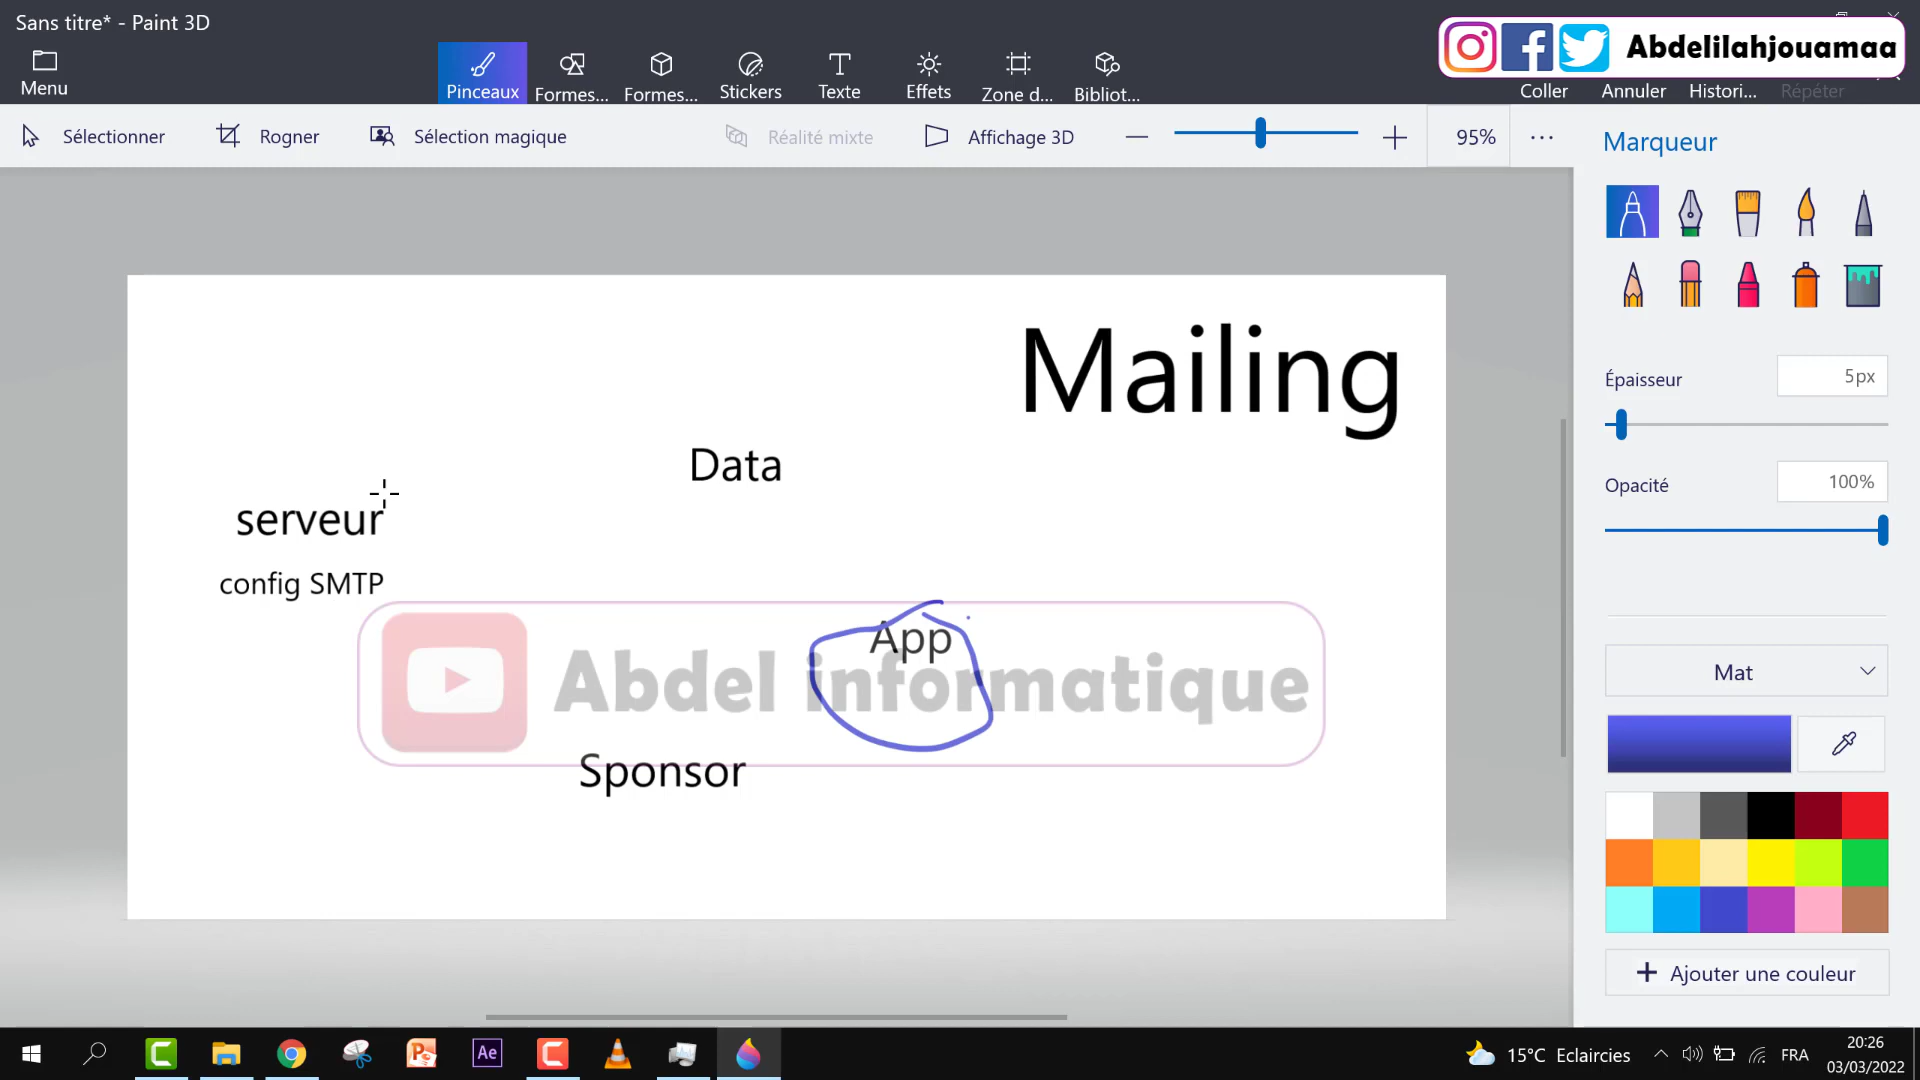 Sans titre* - Paint 3D
Abdelilahjouamaa
Menu
Pinceaux
Formes...
Formes...
Stickers
Texte
Effets
Zone d...
Bibliot...
Coller
Annuler
Histori...
Répéter
Sélectionner
Rogner
Sélection magique
Réalité mixte
Affichage 3D
95%
Marqueur
Épaisseur
5px
Opacité
100%
Mat
Ajouter une couleur
Mailing
Data
serveur
config SMTP
App
Abdel informatique
Sponsor
Ae
15°C Eclaircies
FRA
20:26
03/03/2022